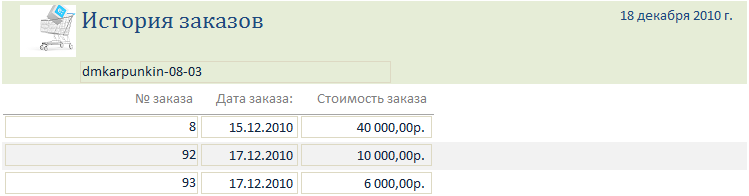 История заказов
18 декабря 2010 г.
dmkarpunkin-08-03
№ заказа Дата заказа: Стоимость заказа
8 15.12.2010 40 000,00р.
92 17.12.2010 10 000,00р.
93 17.12.2010 6 000,00р.